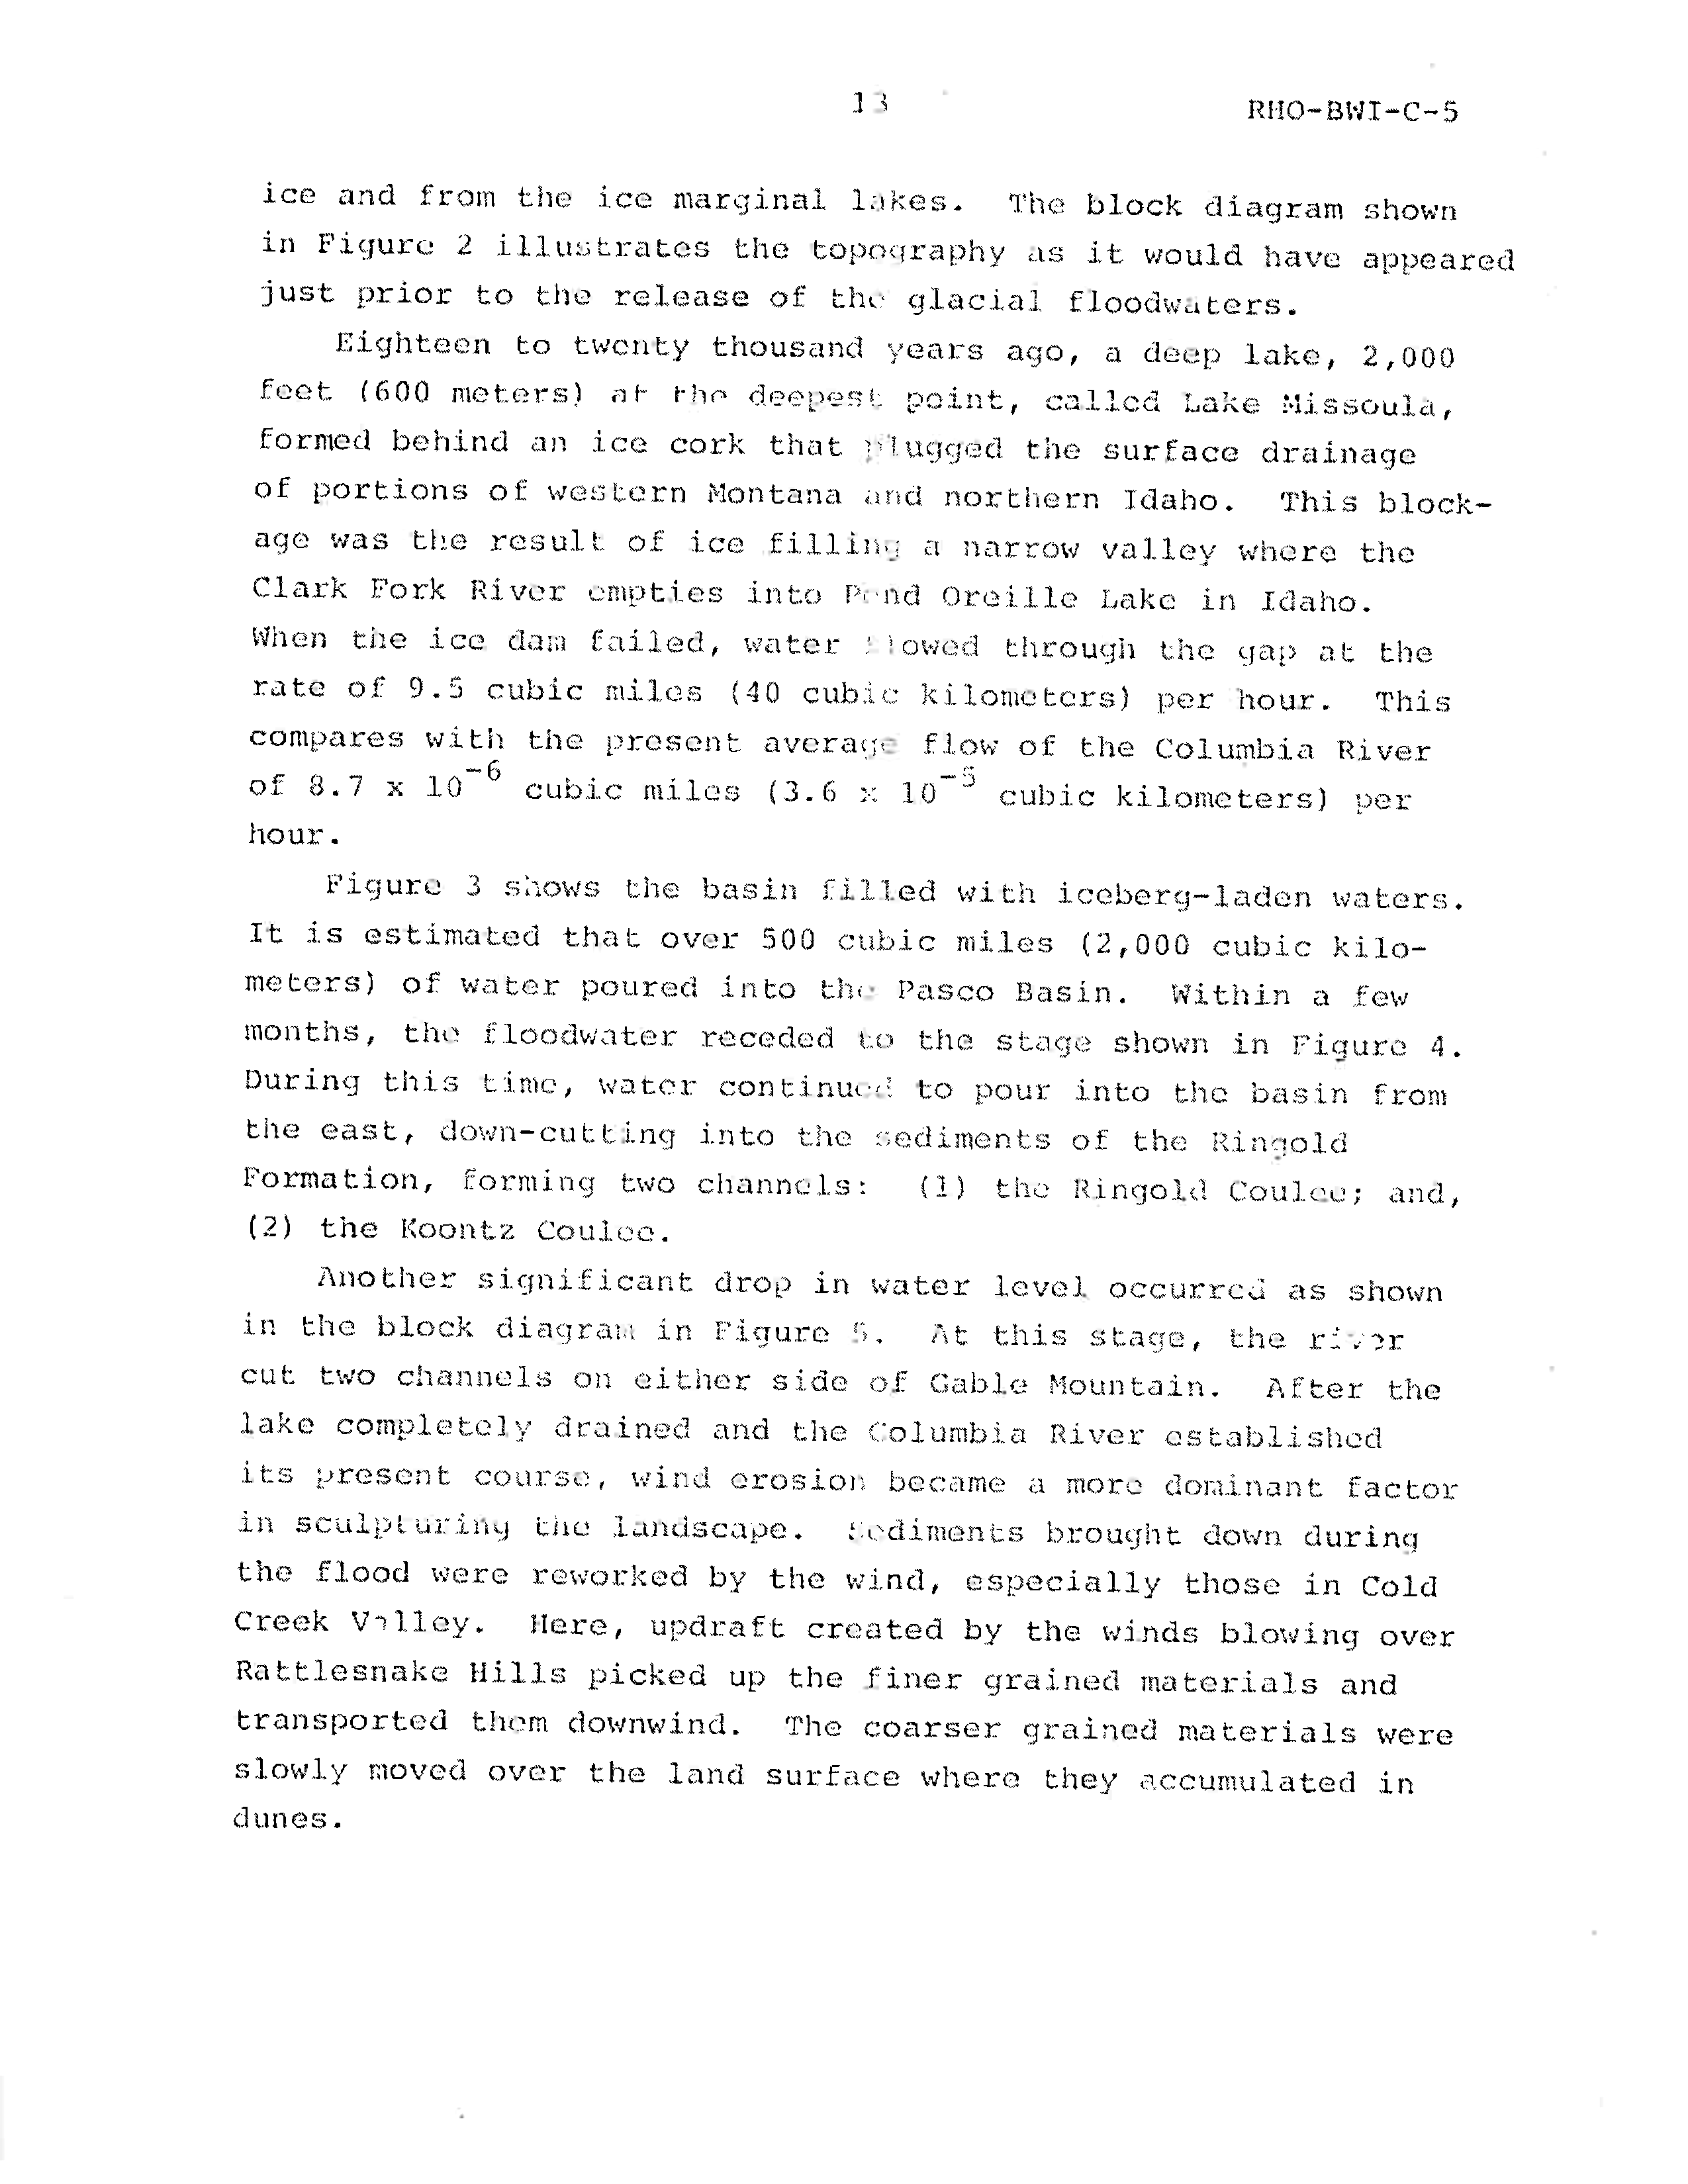 13
RHO-BWI-C-5
ice and from the ice marginal lakes. The block diagram shown
in Figure 2 illustrates the topography as it would have appeared
just prior to the release of the glacial floodwaters.
Eighteen to twenty thousand years ago, a deep lake, 2,000
feet (600 meters) at the deepest point, called Lake Missoula,
formed behind an ice cork that plugged the surface drainage
of portions of western Montana and northern Idaho. This block-
age was the result of ice filling a narrow valley where the
Clark Fork River empties into Pend Oreille Lake in Idaho.
When the ice dam failed, water flowed through the gap at the
rate of 9.5 cubic miles (40 cubic kilometers) per hour. This
compares with the present average flow of the Columbia River
of 8.7 x 10⁻⁶ cubic miles (3.6 x 10⁻⁵ cubic kilometers) per
hour.
Figure 3 shows the basin filled with iceberg-laden waters.
It is estimated that over 500 cubic miles (2,000 cubic kilo-
meters) of water poured into the Pasco Basin. Within a few
months, the floodwater receded to the stage shown in Figure 4.
During this time, water continued to pour into the basin from
the east, down-cutting into the sediments of the Ringold
Formation, forming two channels: (1) the Ringold Coulee; and,
(2) the Koontz Coulee.
Another significant drop in water level occurred as shown
in the block diagram in Figure 5. At this stage, the river
cut two channels on either side of Gable Mountain. After the
lake completely drained and the Columbia River established
its present course, wind erosion became a more dominant factor
in sculpturing the landscape. Sediments brought down during
the flood were reworked by the wind, especially those in Cold
Creek Valley. Here, updraft created by the winds blowing over
Rattlesnake Hills picked up the finer grained materials and
transported them downwind. The coarser grained materials were
slowly moved over the land surface where they accumulated in
dunes.